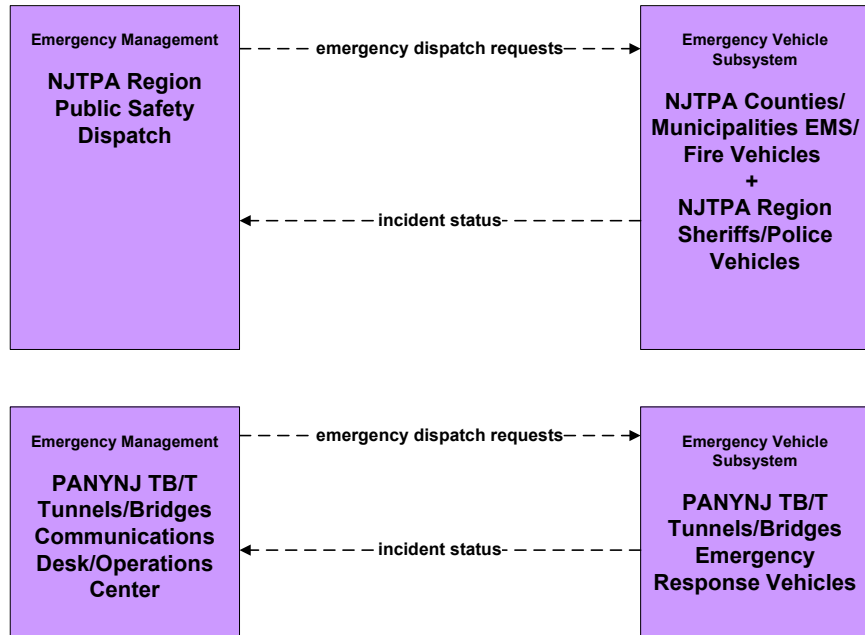 Emergency Management
NJTPA Region
Public Safety
Dispatch
emergency dispatch requests
incident status
Emergency Vehicle
Subsystem
NJTPA Counties/
Municipalities EMS/
Fire Vehicles
+
NJTPA Region
Sheriffs/Police
Vehicles
Emergency Management
PANYNJ TB/T
Tunnels/Bridges
Communications
Desk/Operations
Center
emergency dispatch requests
incident status
Emergency Vehicle
Subsystem
PANYNJ TB/T
Tunnels/Bridges
Emergency
Response Vehicles